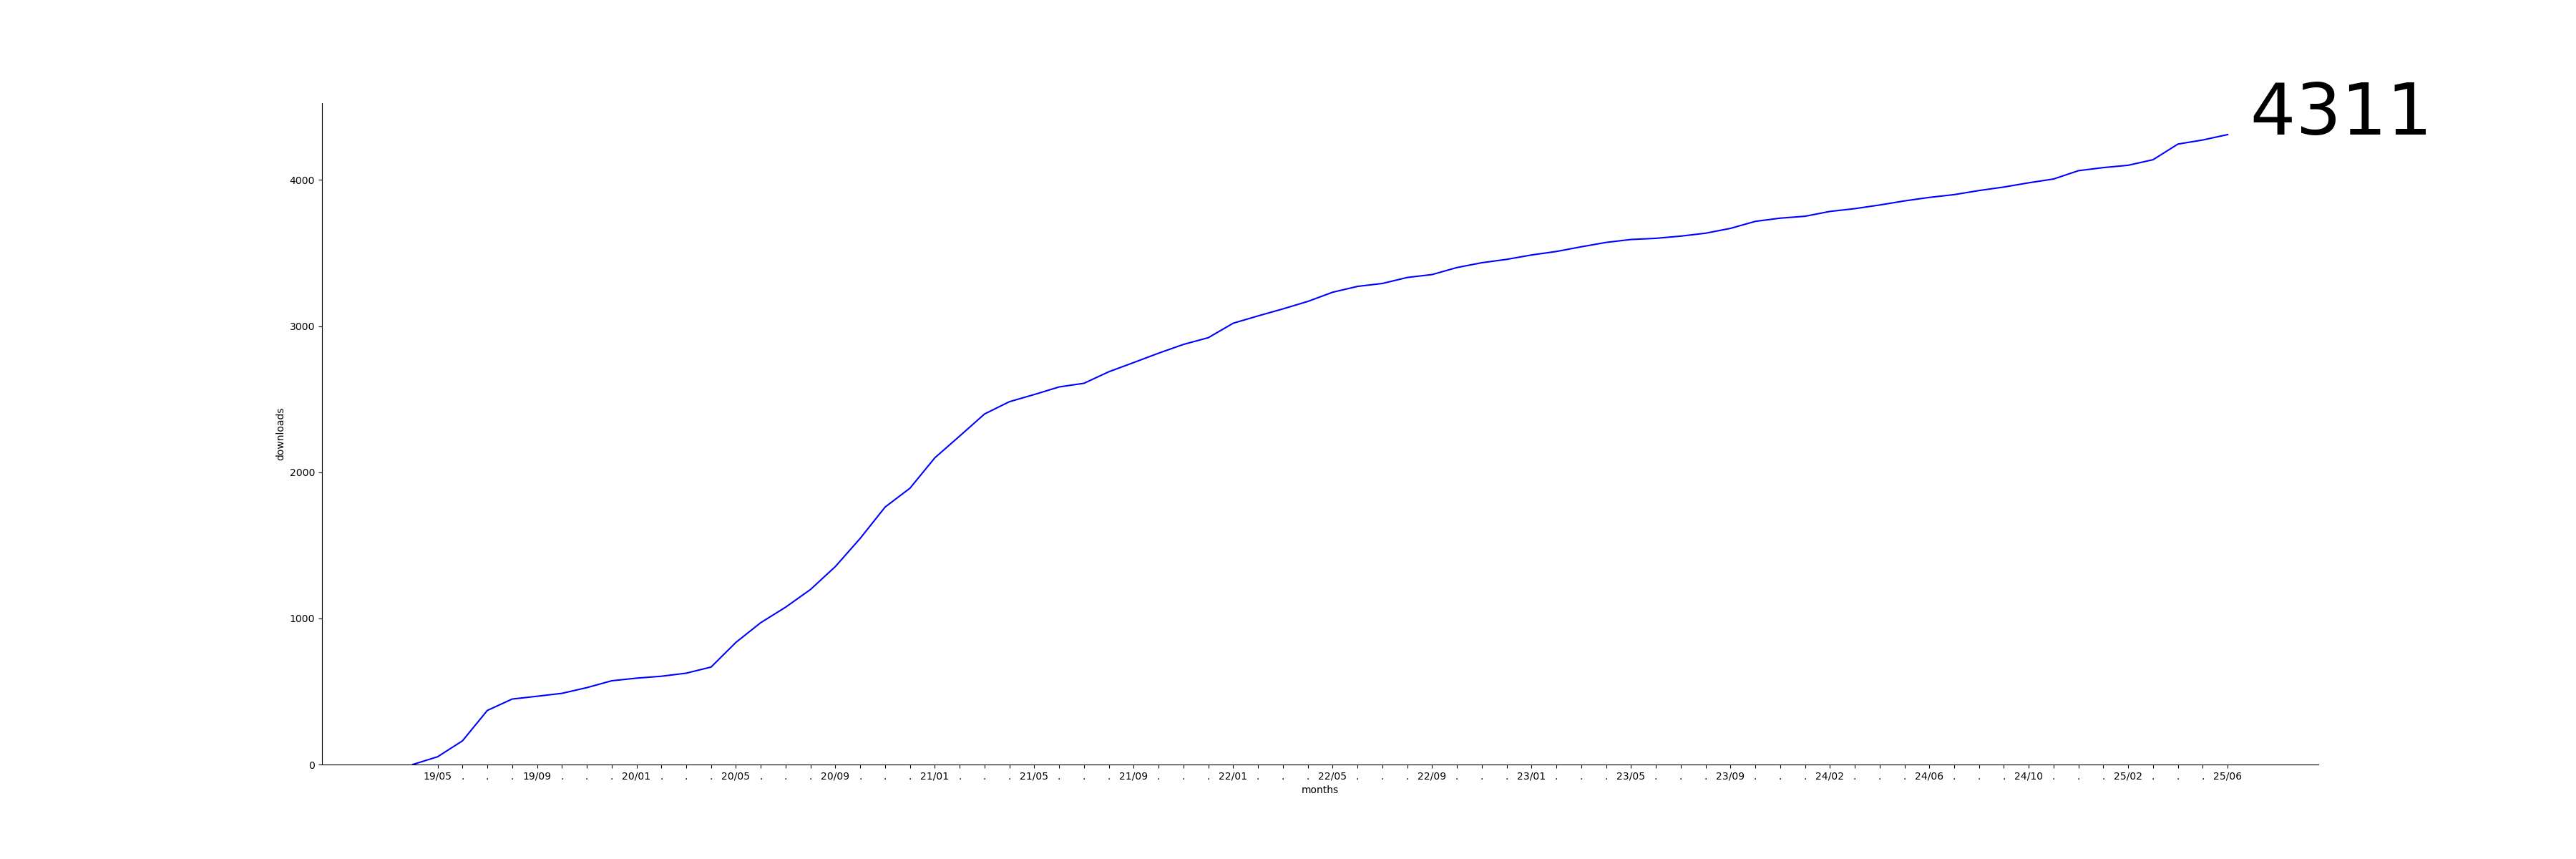 4311
4000
3000
2000
1000
0
downloads
19/05 . . . 19/09 . . . 20/01 . . . 20/05 . . . 20/09 . . . 21/01 . . . 21/05 . . . 21/09 . . . 22/01 . . . 22/05 . . . 22/09 . . . 23/01 . . . 23/05 . . . 23/09 . . . 24/02 . . . 24/06 . . . 24/10 . . . 25/02 . . . 25/06
months